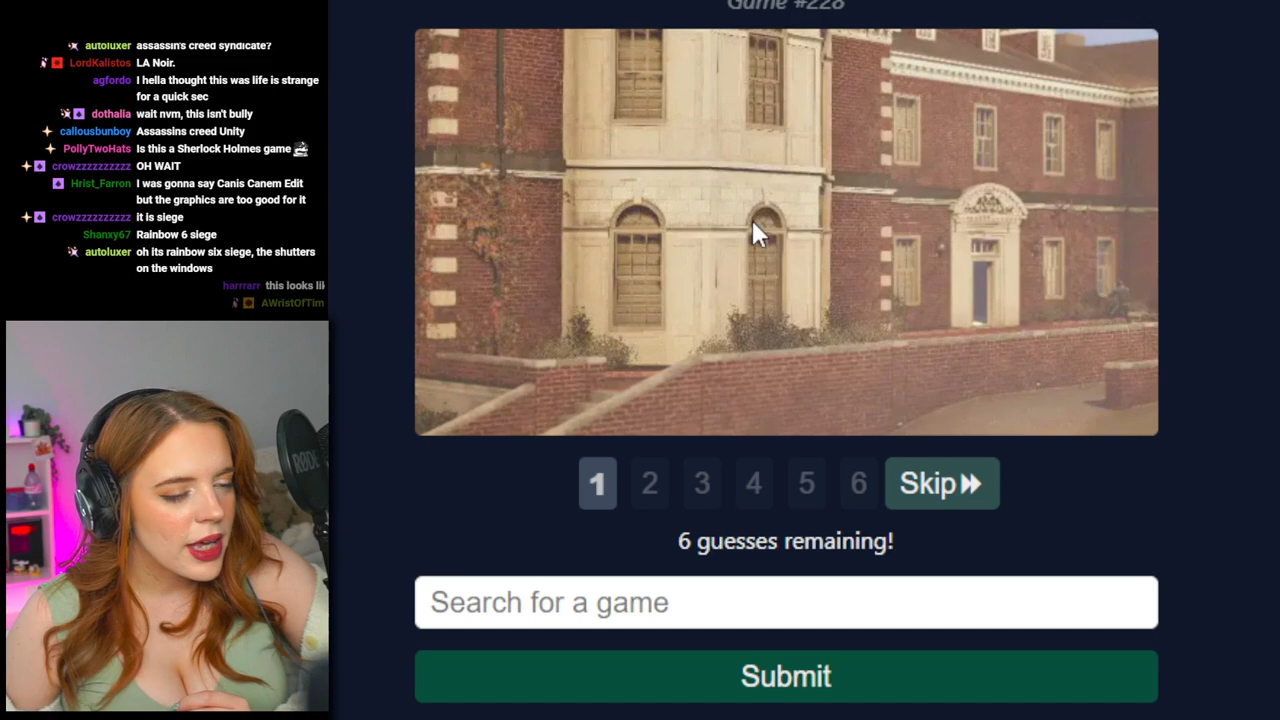 Game #228
autoluxer assassin's creed syndicate?
LordKalistos LA Noir.
agfordo I hella thought this was life is strange
for a quick sec
dothalla wait nvm, this isn't bully
callousbunboy Assassins creed Unity
PollyTwoHats Is this a Sherlock Holmes game
crowzzzzzzzzzz OH WAIT
Hrist_Farron I was gonna say Canis Canem Edit
but the graphics are too good for it
crowzzzzzzzzzz it is siege
Shanxy67 Rainbow 6 siege
autoluxer oh its rainbow six siege, the shutters
on the windows
harrrarr this looks
AWristOfTim
RØDE
1 2 3 4 5 6 Skip
6 guesses remaining!
Search for a game
Submit